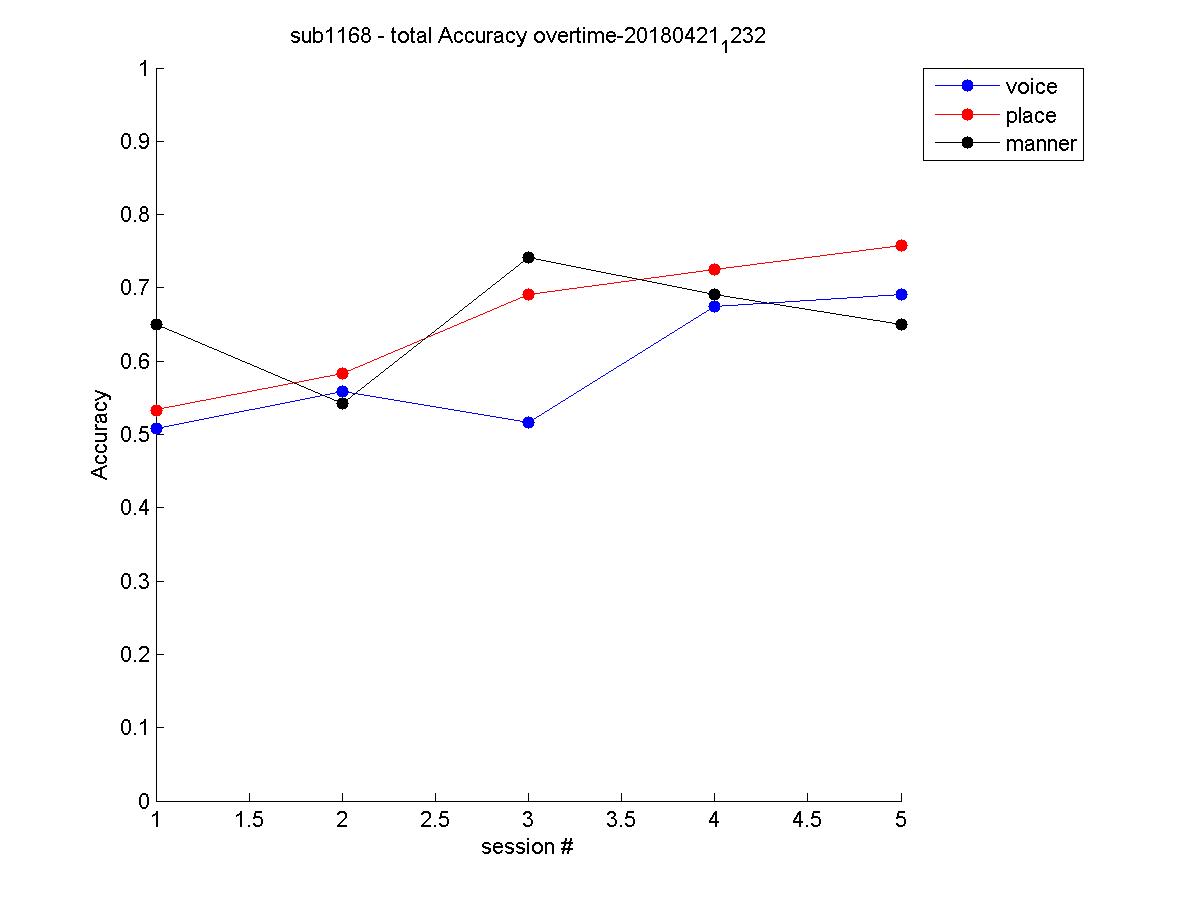 sub1168 - total Accuracy overtime-20180421₁232
voice
place
manner
Accuracy
1
0.9
0.8
0.7
0.6
0.5
0.4
0.3
0.2
0.1
0
1 1.5 2 2.5 3 3.5 4 4.5 5
session #